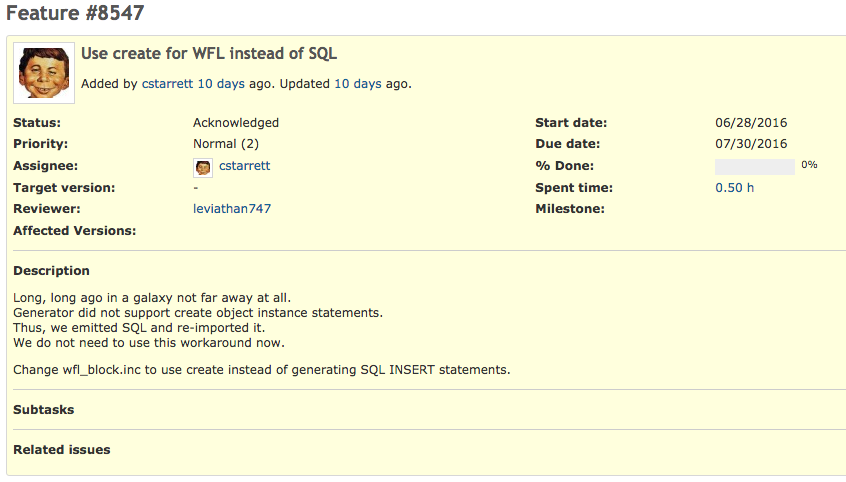 Feature #8547
Use create for WFL instead of SQL
Added by cstarrett 10 days ago. Updated 10 days ago.
Status: Acknowledged Start date: 06/28/2016
Priority: Normal (2) Due date: 07/30/2016
Assignee: cstarrett % Done: 0%
Target version: - Spent time: 0.50 h
Reviewer: leviathan747 Milestone:
Affected Versions:
Description
Long, long ago in a galaxy not far away at all.
Generator did not support create object instance statements.
Thus, we emitted SQL and re-imported it.
We do not need to use this workaround now.
Change wfl_block.inc to use create instead of generating SQL INSERT statements.
Subtasks
Related issues